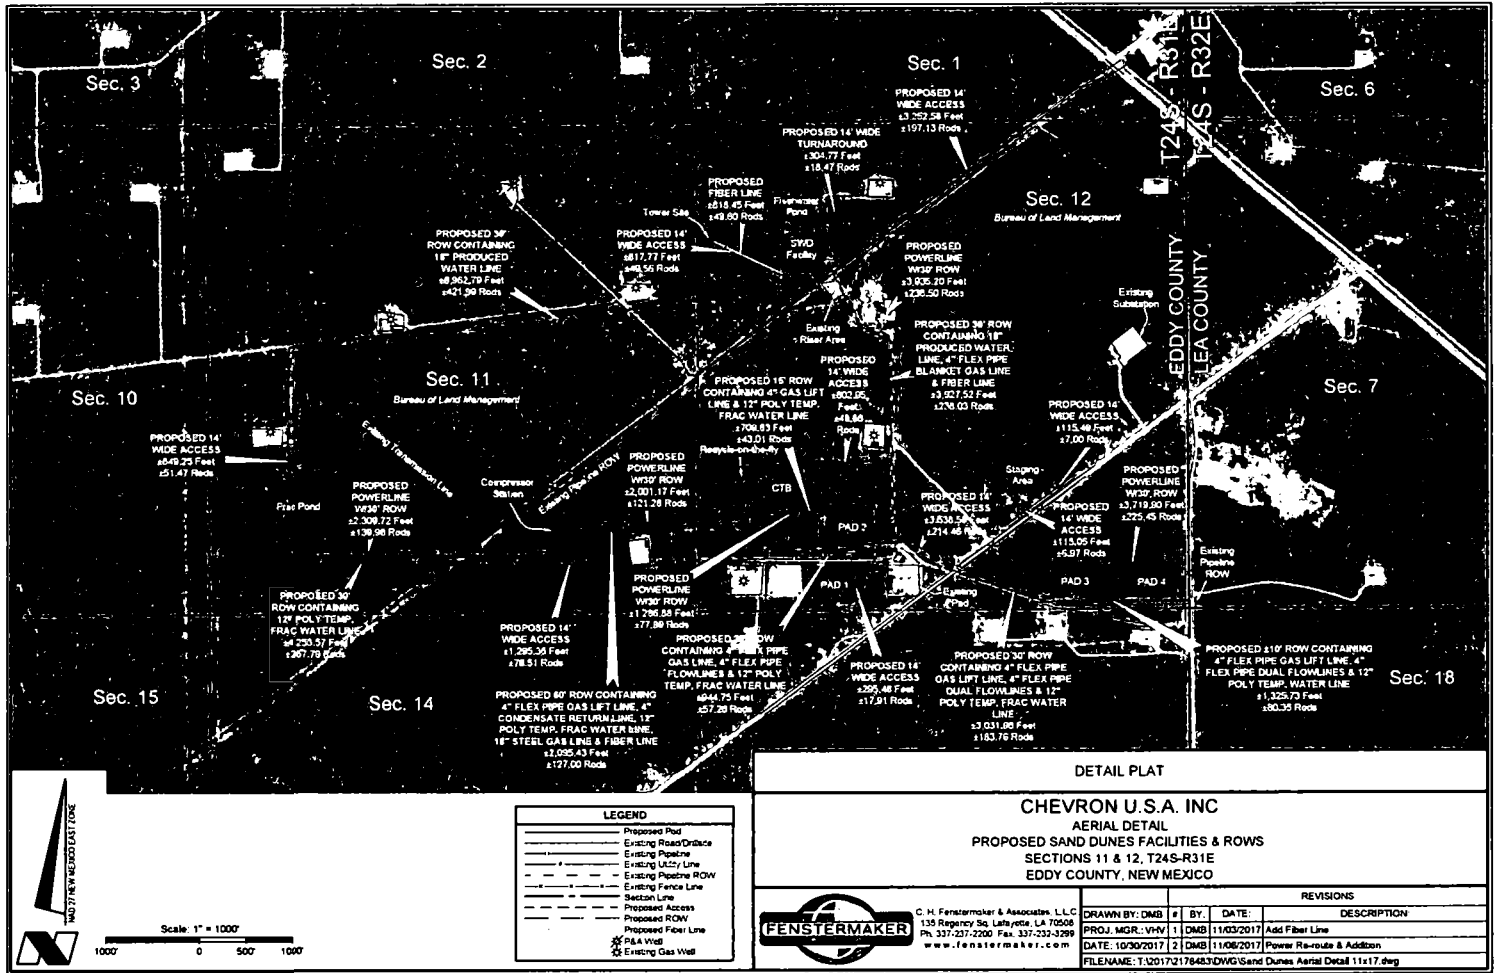 Sec. 3
Sec. 2
Sec. 1
Sec. 6
T24S - R31E
T24S - R32E
PROPOSED 14'
WIDE ACCESS
±3,252.58 Feet
±197.13 Rods
PROPOSED 14' WIDE
TURNAROUND
±304.77 Feet
±18.47 Rods
PROPOSED
FIBER LINE
±818.45 Feet
±49.60 Rods
Freshwater
Pond
Sec. 12
Bureau of Land Management
Tower Site
PROPOSED 30'
ROW CONTAINING
18" PRODUCED
WATER LINE
±6,962.79 Feet
±421.99 Rods
PROPOSED 14'
WIDE ACCESS
±817.77 Feet
±49.56 Rods
SWD
Facility
PROPOSED
POWERLINE
W/30' ROW
±3,935.20 Feet
±238.50 Rods
EDDY COUNTY
LEA COUNTY
Existing
Substation
Existing
Riser Area
PROPOSED 30' ROW
CONTAINING 18"
PRODUCED WATER
LINE, 4" FLEX PIPE
BLANKET GAS LINE
& FIBER LINE
±3,927.52 Feet
±238.03 Rods
Sec. 10
Sec. 11
Bureau of Land Management
Sec. 7
PROPOSED 15' ROW
CONTAINING 4" GAS LIFT
LINE & 12" POLY TEMP.
FRAC WATER LINE
±709.63 Feet
±43.01 Rods
Recycle-on-the-fly
PROPOSED
14' WIDE
ACCESS
±802.95
Feet
Rods
PROPOSED 14'
WIDE ACCESS
±115.49 Feet
±7.00 Rods
PROPOSED 14'
WIDE ACCESS
±849.25 Feet
±51.47 Rods
Existing Transmission Line
Frac Pond
PROPOSED
POWERLINE
W/30' ROW
±2,309.72 Feet
±139.98 Rods
Compressor
Station
Existing Pipeline ROW
PROPOSED
POWERLINE
W/30' ROW
±2,001.17 Feet
±121.28 Rods
CTB
PAD 2
Staging
Area
PROPOSED 14'
WIDE ACCESS
Feet
Rods
PROPOSED
14' WIDE
ACCESS
±115.05 Feet
±6.97 Rods
PROPOSED
POWERLINE
W/30' ROW
±3,719.90 Feet
±225.45 Rods
Existing
Pipeline
ROW
PAD 1
PAD 3
PAD 4
Existing
Pad
PROPOSED 30'
ROW CONTAINING
12" POLY TEMP.
FRAC WATER LINE
Feet
Rods
PROPOSED 14'
WIDE ACCESS
±1,295.36 Feet
±78.51 Rods
PROPOSED
POWERLINE
W/30' ROW
±1,286.88 Feet
±77.99 Rods
ROW
CONTAINING 4" FLEX PIPE
GAS LINE, 4" FLEX PIPE
FLOWLINES & 12" POLY
TEMP. FRAC WATER LINE
±944.75 Feet
±57.26 Rods
PROPOSED 14'
WIDE ACCESS
±295.48 Feet
±17.91 Rods
PROPOSED 30' ROW
CONTAINING 4" FLEX PIPE
GAS LIFT LINE, 4" FLEX PIPE
DUAL FLOWLINES & 12"
POLY TEMP. FRAC WATER
LINE
±3,031.98 Feet
±183.76 Rods
PROPOSED ±10' ROW CONTAINING
4" FLEX PIPE GAS LIFT LINE, 4"
FLEX PIPE DUAL FLOWLINES & 12"
POLY TEMP. WATER LINE
±1,325.73 Feet
±80.35 Rods
Sec. 18
Sec. 15
Sec. 14
PROPOSED 60' ROW CONTAINING
4" FLEX PIPE GAS LIFT LINE, 4"
CONDENSATE RETURN LINE, 12"
POLY TEMP. FRAC WATER LINE,
16" STEEL GAS LINE & FIBER LINE
±2,095.43 Feet
±127.00 Rods
NAD 27 NEW MEXICO EAST ZONE
Scale: 1" = 1000'
1000' 0 500' 1000'
LEGEND
Proposed Pad
Existing Road/Drillsite
Existing Pipeline
Existing Utility Line
Existing Pipeline ROW
Existing Fence Line
Section Line
Proposed Access
Proposed ROW
Proposed Fiber Line
P&A Well
Existing Gas Well
DETAIL PLAT
CHEVRON U.S.A. INC
AERIAL DETAIL
PROPOSED SAND DUNES FACILITIES & ROWS
SECTIONS 11 & 12, T24S-R31E
EDDY COUNTY, NEW MEXICO
FENSTERMAKER
C. H. Fenstermaker & Associates, L.L.C.
135 Regency Sq. Lafayette, LA 70508
Ph. 337-237-2200 Fax. 337-232-3299
www.fenstermaker.com
REVISIONS
DRAWN BY: DMB # BY: DATE: DESCRIPTION:
PROJ. MGR.: VHV 1 DMB 11/03/2017 Add Fiber Line
DATE: 10/30/2017 2 DMB 11/08/2017 Power Re-route & Addition
FILENAME: T:\2017\2178483\DWG\Sand Dunes Aerial Detail 11x17.dwg